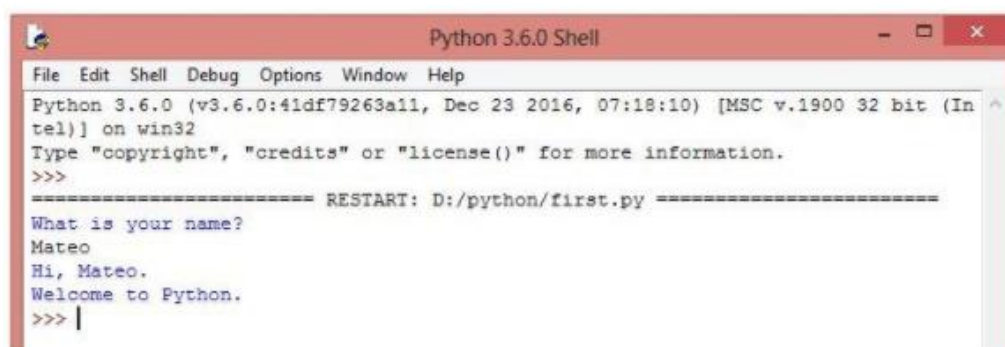 Python 3.6.0 Shell
File Edit Shell Debug Options Window Help
Python 3.6.0 (v3.6.0:41df79263a11, Dec 23 2016, 07:18:10) [MSC v.1900 32 bit (In
tel)] on win32
Type "copyright", "credits" or "license()" for more information.
>>>
========================= RESTART: D:/python/first.py =========================
What is your name?
Mateo
Hi, Mateo.
Welcome to Python.
>>>